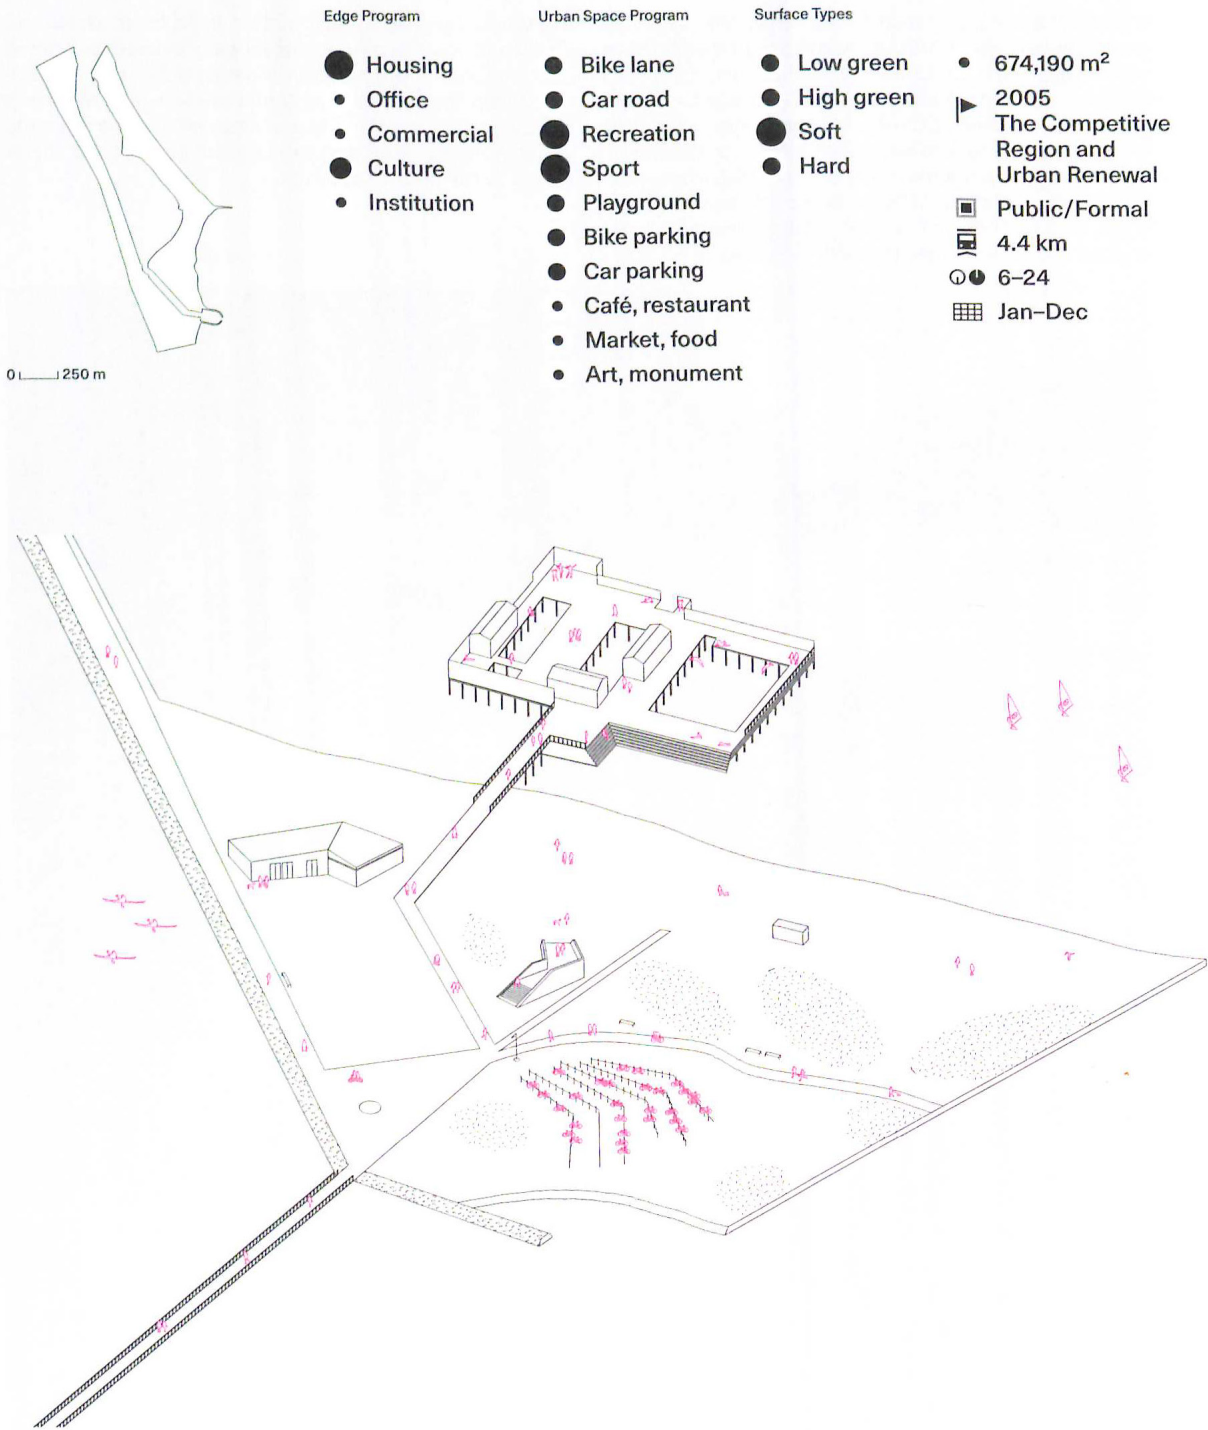 Edge Program
Housing
Office
Commercial
Culture
Institution
Urban Space Program
Bike lane
Car road
Recreation
Sport
Playground
Bike parking
Car parking
Café, restaurant
Market, food
Art, monument
Surface Types
Low green
High green
Soft
Hard
674,190 m²
2005
The Competitive
Region and
Urban Renewal
Public/Formal
4.4 km
6–24
Jan–Dec
0 250 m